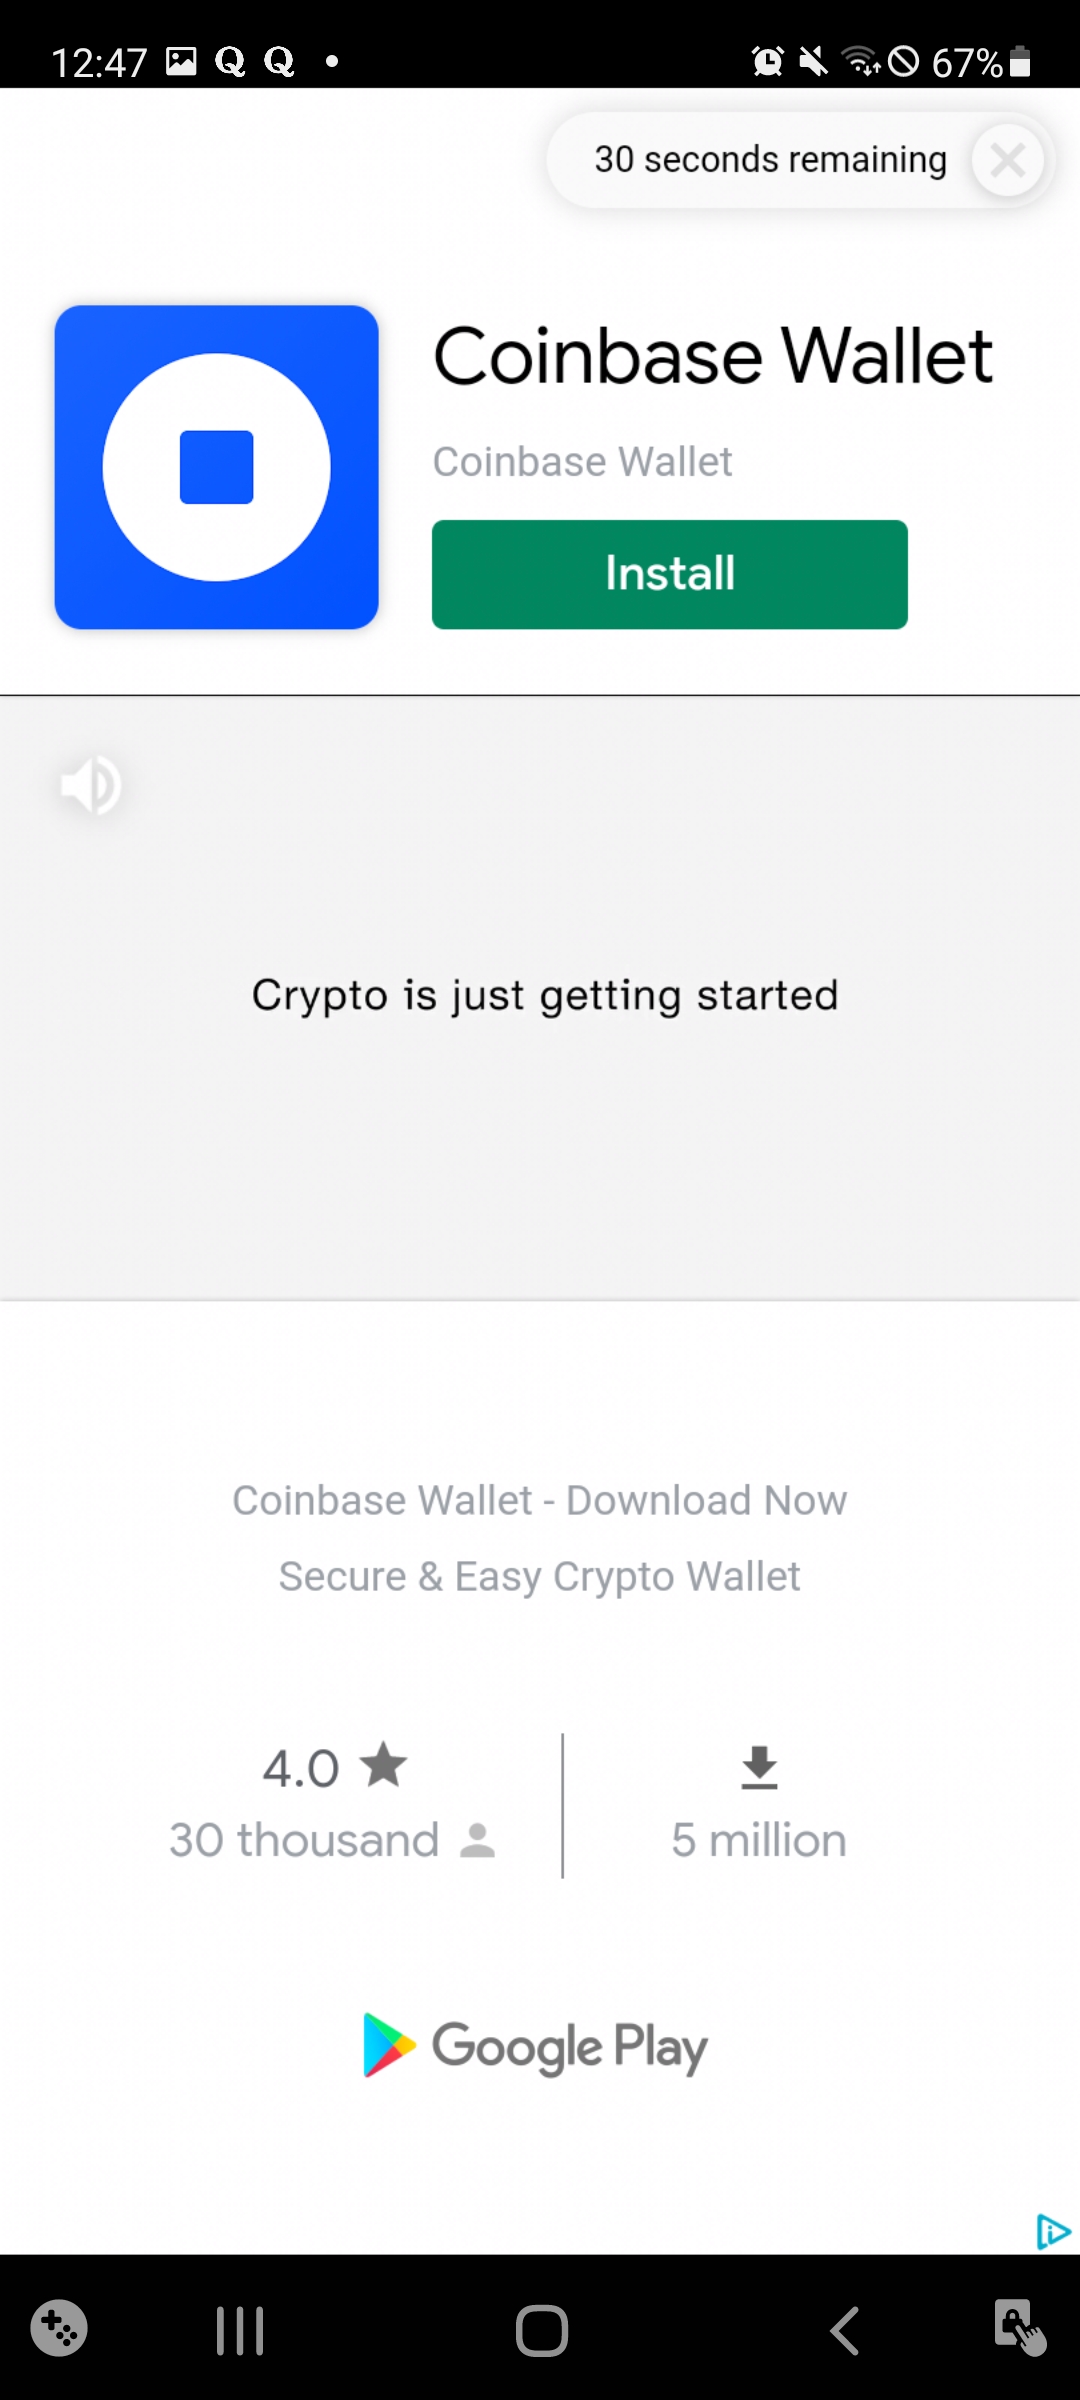 12:47 67%
30 seconds remaining
Coinbase Wallet
Coinbase Wallet
Install
Crypto is just getting started
Coinbase Wallet - Download Now
Secure & Easy Crypto Wallet
4.0
30 thousand
5 million
Google Play